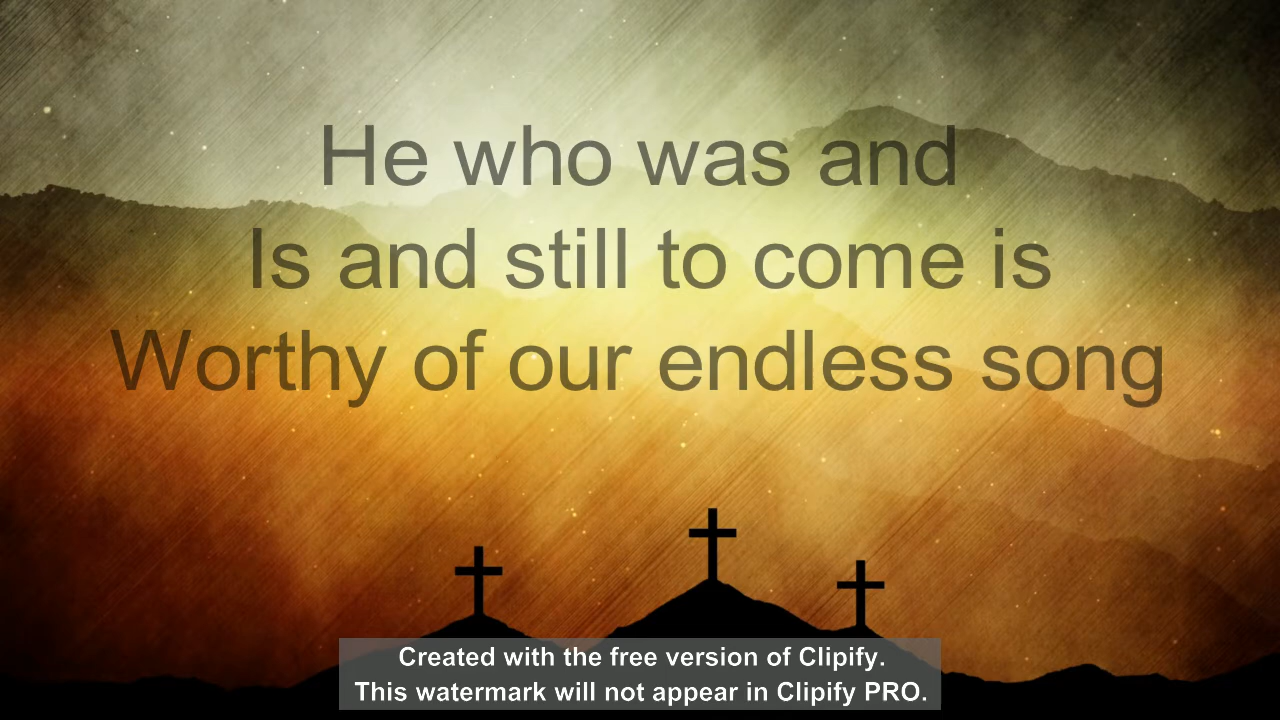 He who was and
Is and still to come is
Worthy of our endless song
Created with the free version of Clipify.
This watermark will not appear in Clipify PRO.